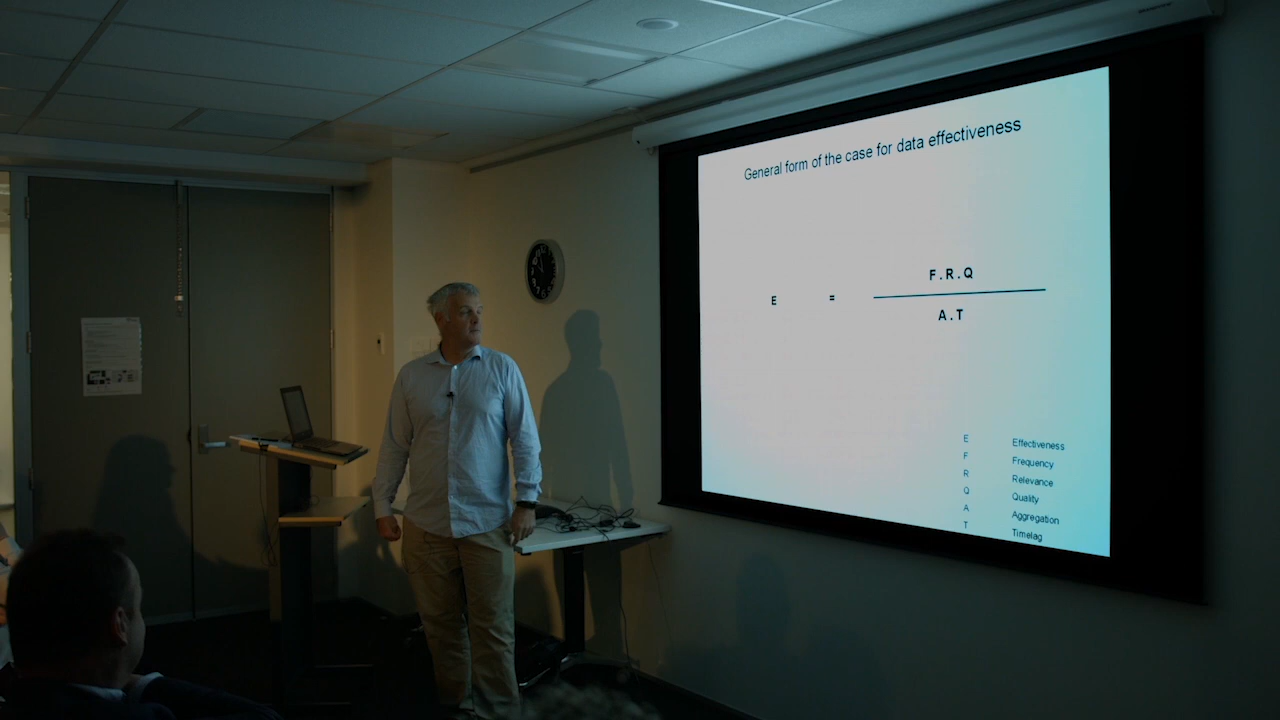 General form of the case for data effectiveness
F.R.Q
E =
A.T
E Effectiveness
F Frequency
R Relevance
Q Quality
A Aggregation
T Timelag